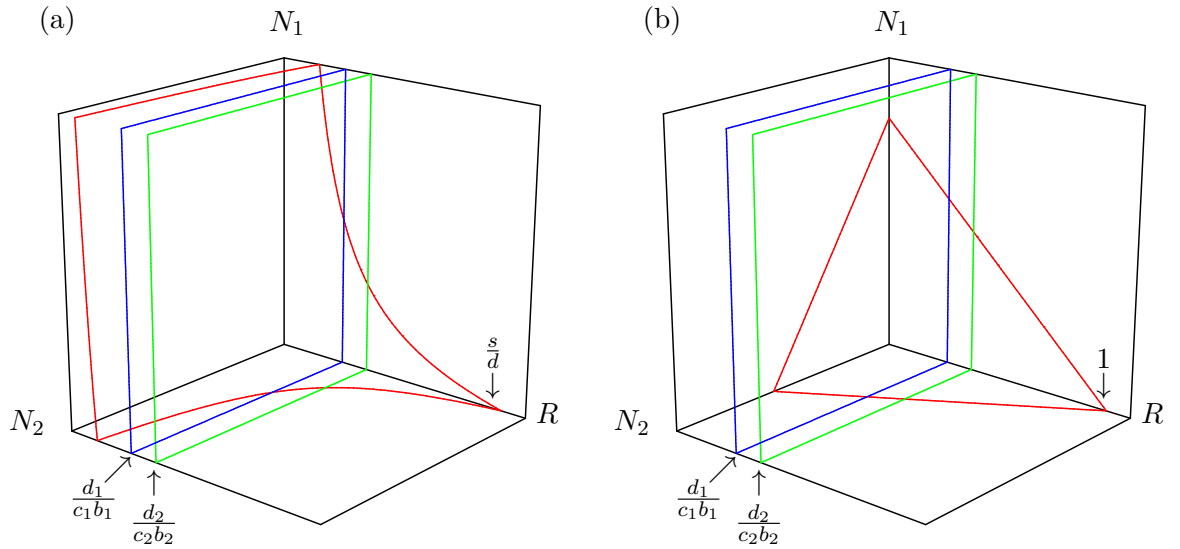 (a)
N₁
N₂
R
s/d
d₁/(c₁b₁)
d₂/(c₂b₂)
(b)
N₁
N₂
R
1
d₁/(c₁b₁)
d₂/(c₂b₂)